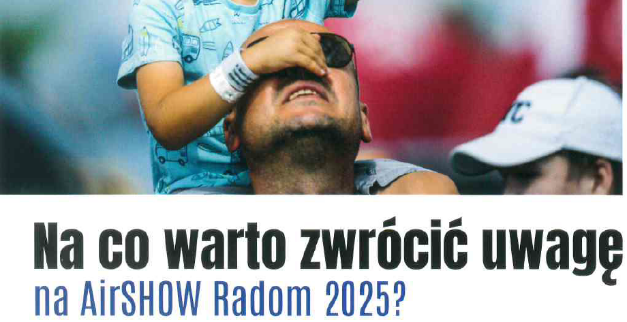 Na co warto zwrócić uwagę
na AirSHOW Radom 2025?